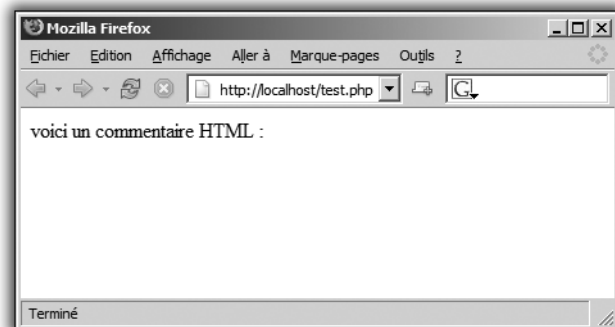 Mozilla Firefox
Fichier Edition Affichage Aller à Marque-pages Outils ?
http://localhost/test.php G
voici un commentaire HTML :
Terminé